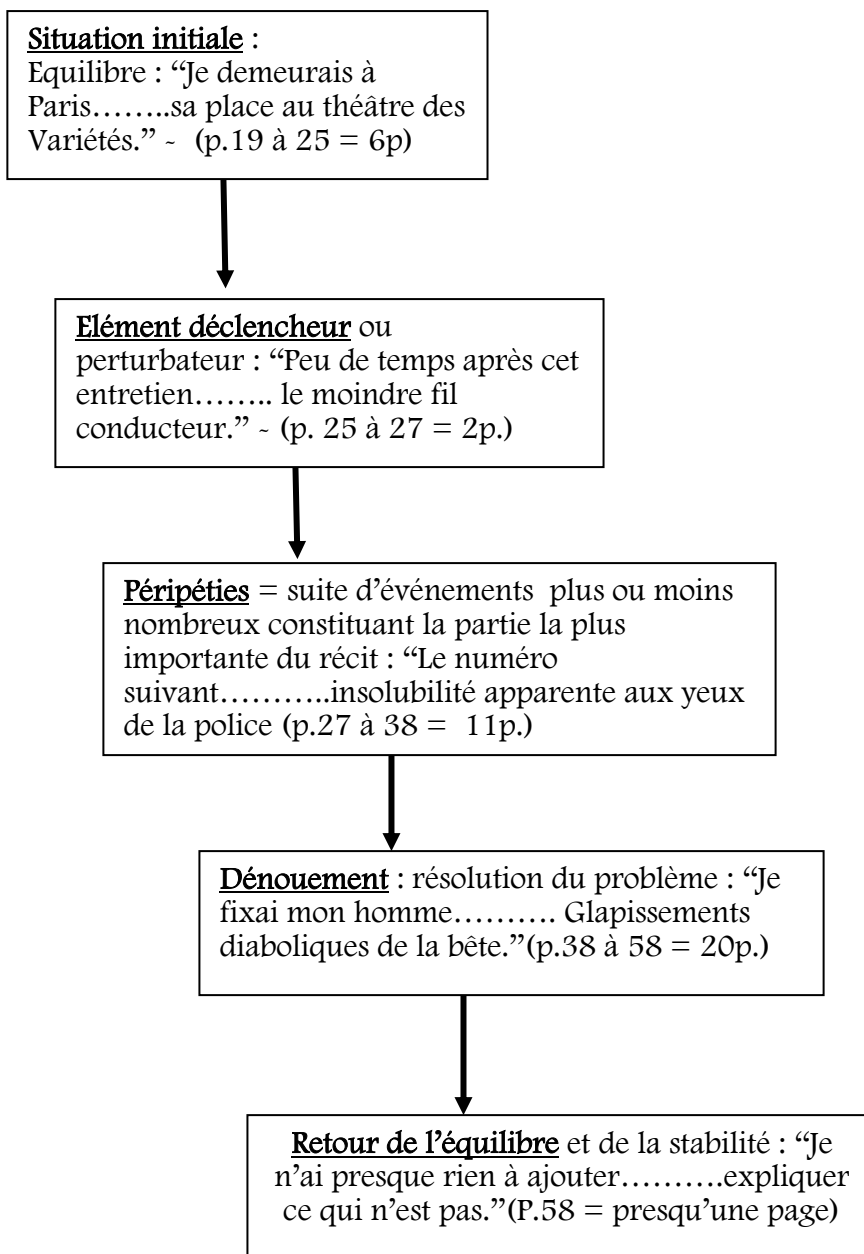 Situation initiale :
Equilibre : “Je demeurais à
Paris……..sa place au théâtre des
Variétés.” - (p.19 à 25 = 6p)
Elément déclencheur ou
perturbateur : “Peu de temps après cet
entretien…….. le moindre fil
conducteur.” - (p. 25 à 27 = 2p.)
Péripéties = suite d’événements plus ou moins
nombreux constituant la partie la plus
importante du récit : “Le numéro
suivant………..insolubilité apparente aux yeux
de la police (p.27 à 38 = 11p.)
Dénouement : résolution du problème : “Je
fixai mon homme………. Glapissements
diaboliques de la bête.”(p.38 à 58 = 20p.)
Retour de l’équilibre et de la stabilité : “Je
n’ai presque rien à ajouter……….expliquer
ce qui n’est pas.”(P.58 = presqu’une page)